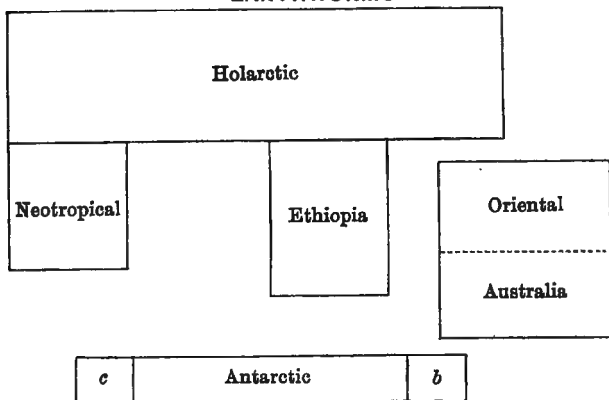 Holarctic
Neotropical
Ethiopia
Oriental
Australia
c
Antarctic
b